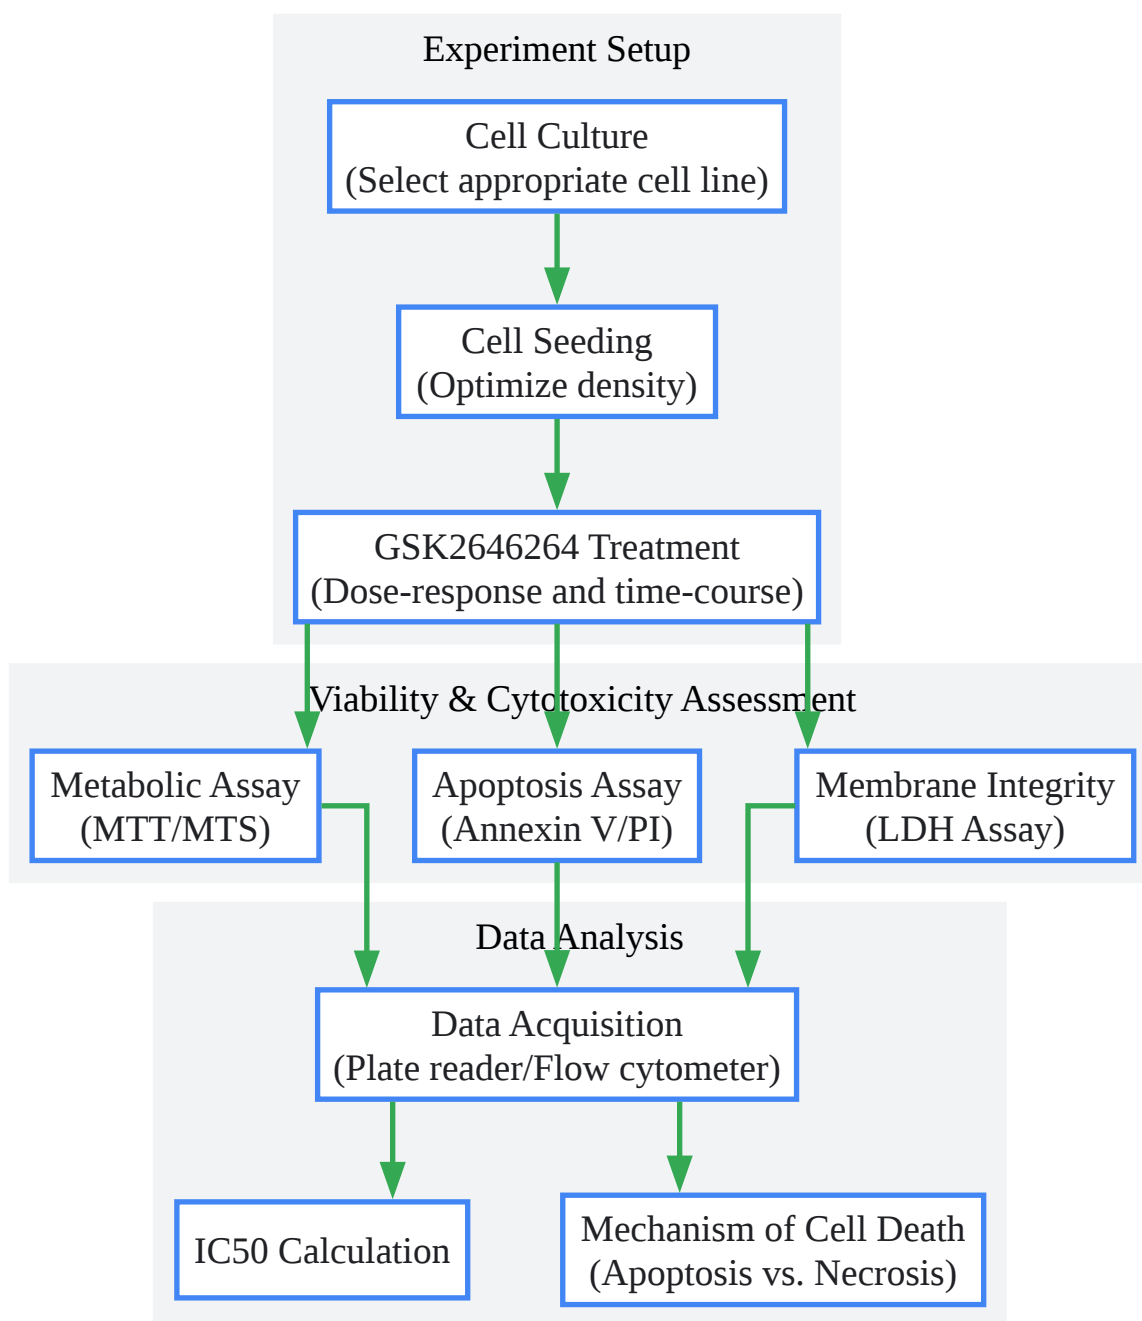 Experiment Setup
Cell Culture
(Select appropriate cell line)
Cell Seeding
(Optimize density)
GSK2646264 Treatment
(Dose-response and time-course)
Viability & Cytotoxicity Assessment
Metabolic Assay
(MTT/MTS)
Apoptosis Assay
(Annexin V/PI)
Membrane Integrity
(LDH Assay)
Data Analysis
Data Acquisition
(Plate reader/Flow cytometer)
IC50 Calculation
Mechanism of Cell Death
(Apoptosis vs. Necrosis)